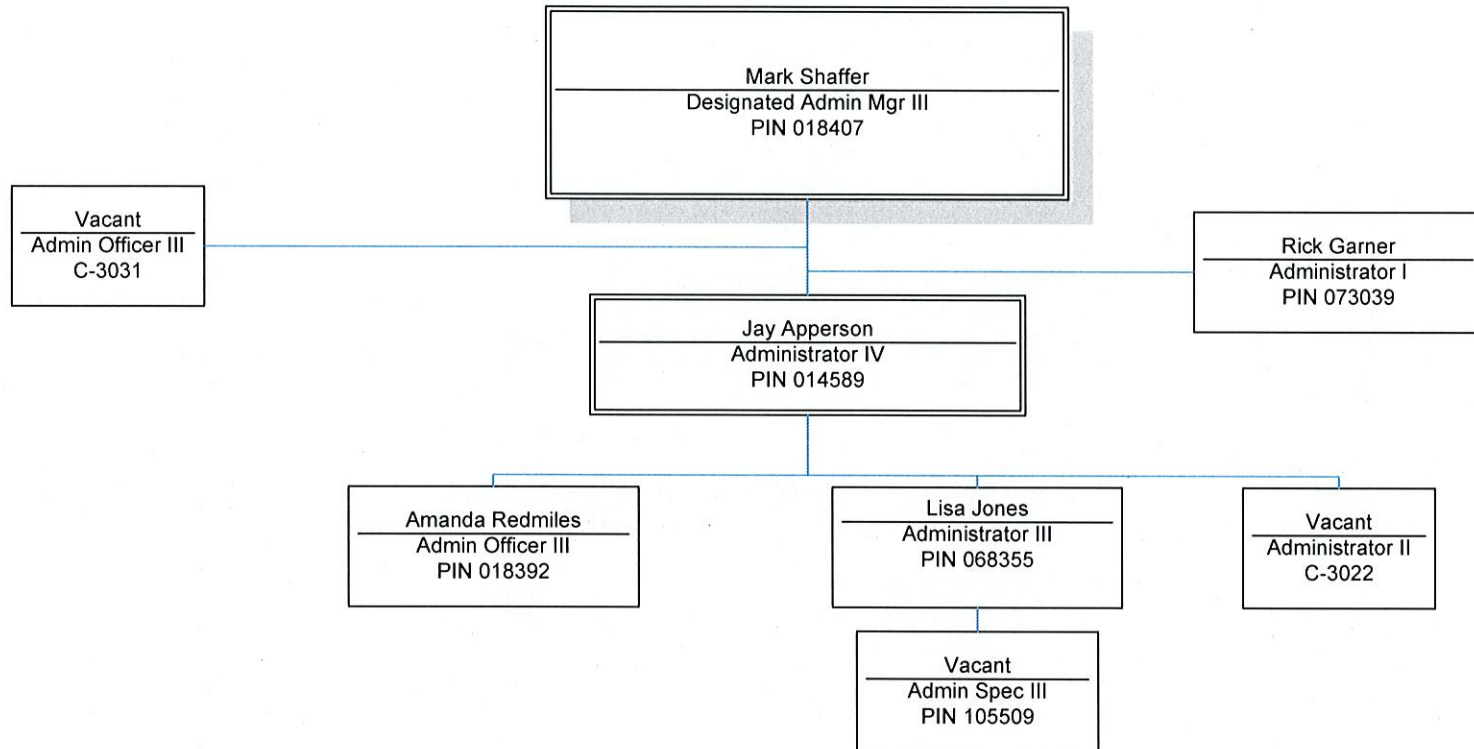 Mark Shaffer
Designated Admin Mgr III
PIN 018407
Vacant
Admin Officer III
C-3031
Rick Garner
Administrator I
PIN 073039
Jay Apperson
Administrator IV
PIN 014589
Amanda Redmiles
Admin Officer III
PIN 018392
Lisa Jones
Administrator III
PIN 068355
Vacant
Administrator II
C-3022
Vacant
Admin Spec III
PIN 105509